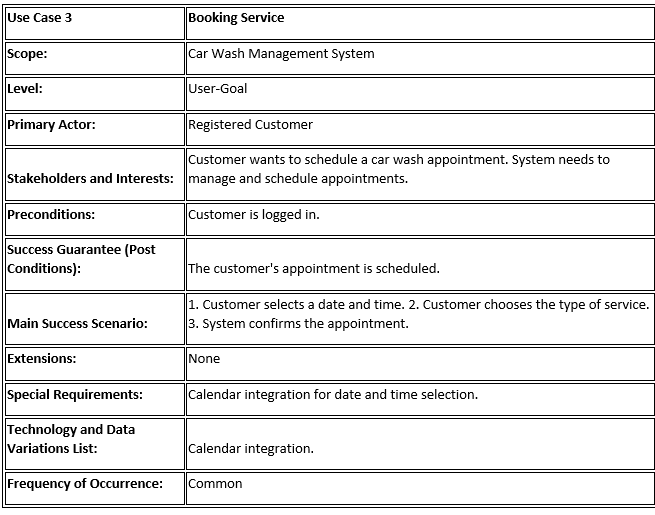 Use Case 3 Booking Service
Scope: Car Wash Management System
Level: User-Goal
Primary Actor: Registered Customer
Stakeholders and Interests: Customer wants to schedule a car wash appointment. System needs to
manage and schedule appointments.
Preconditions: Customer is logged in.
Success Guarantee (Post
Conditions): The customer's appointment is scheduled.
Main Success Scenario: 1. Customer selects a date and time. 2. Customer chooses the type of service.
3. System confirms the appointment.
Extensions: None
Special Requirements: Calendar integration for date and time selection.
Technology and Data
Variations List: Calendar integration.
Frequency of Occurrence: Common